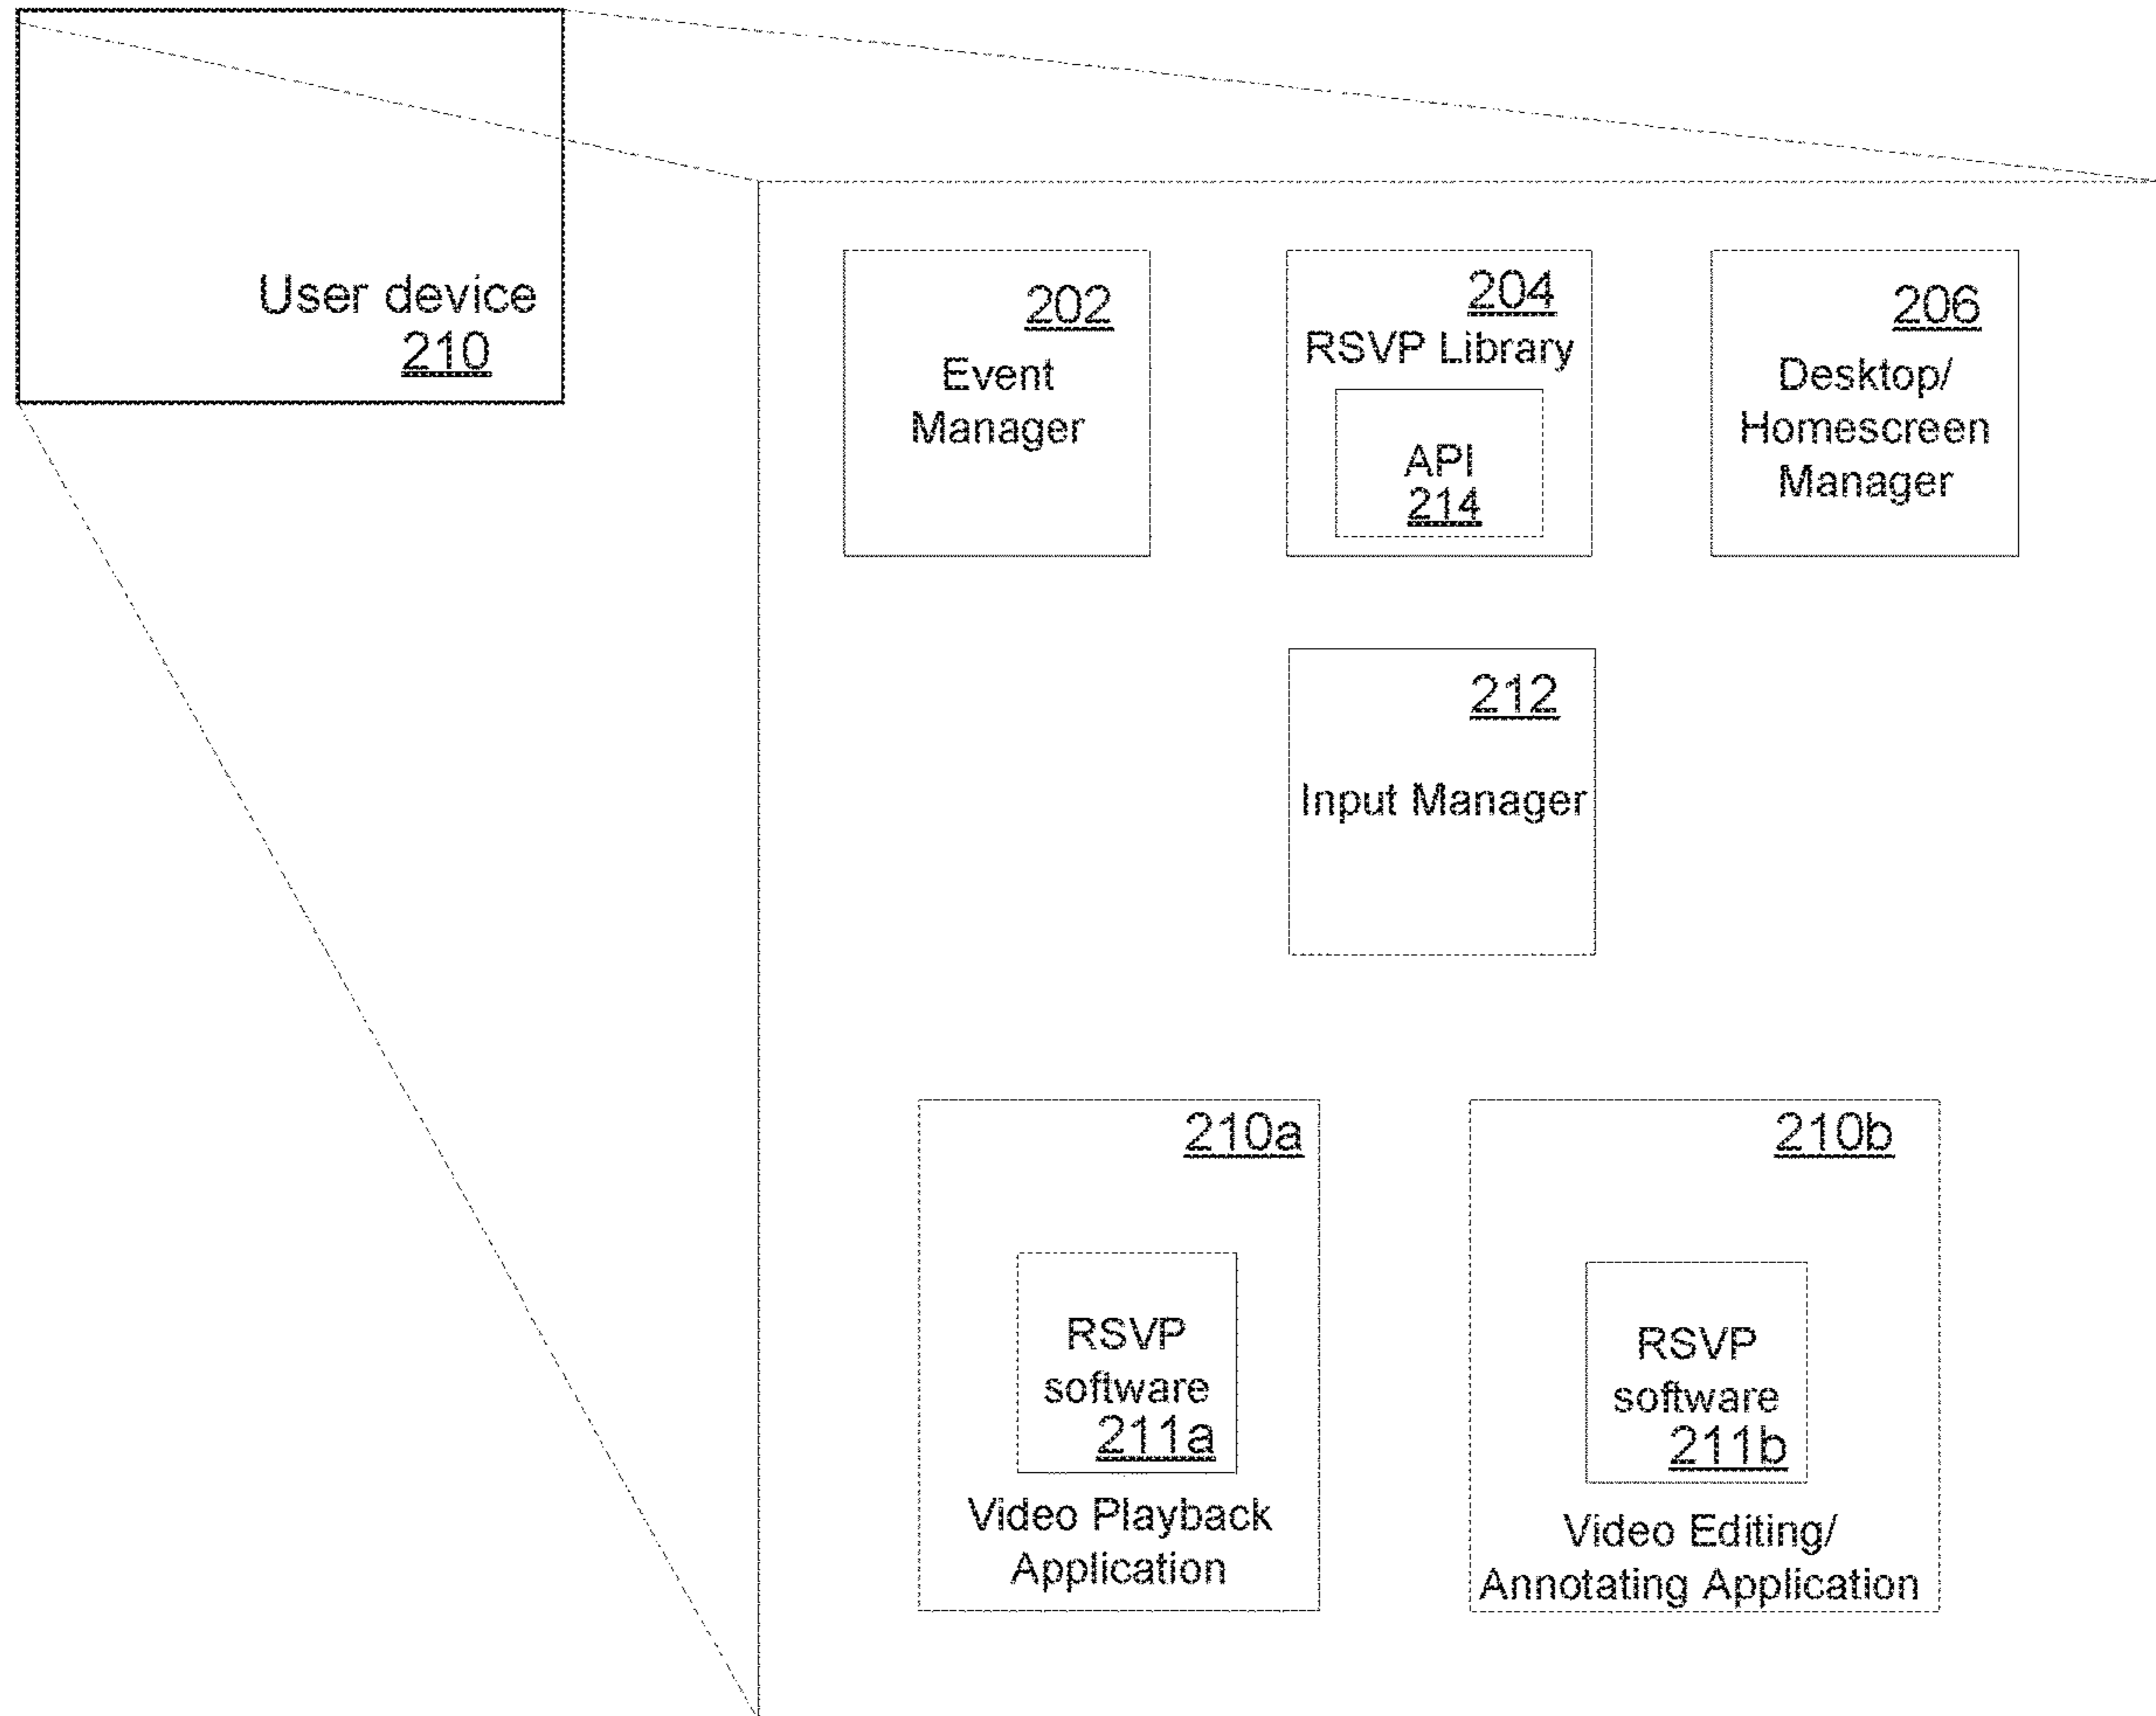 User device
210
202
Event
Manager
204
RSVP Library
API
214
206
Desktop/
Homescreen
Manager
212
Input Manager
210a
RSVP
software
211a
Video Playback
Application
210b
RSVP
software
211b
Video Editing/
Annotating Application